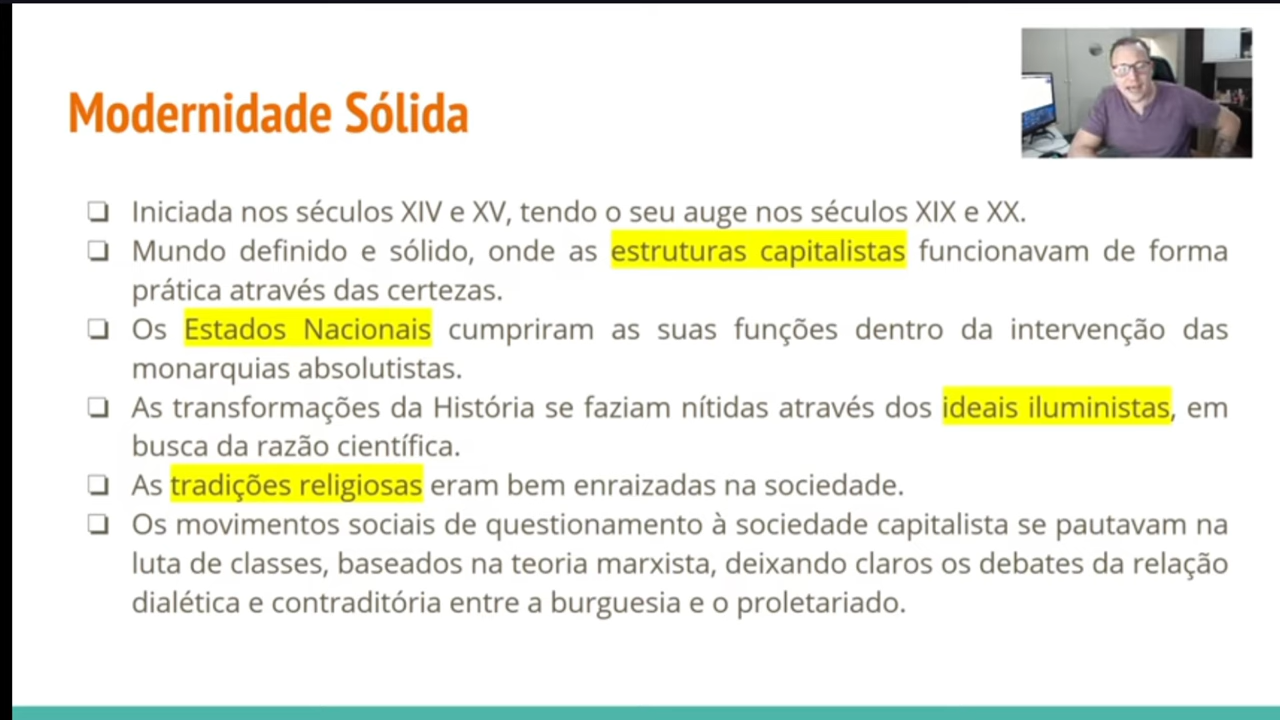 Modernidade Sólida
❏ Iniciada nos séculos XIV e XV, tendo o seu auge nos séculos XIX e XX.
❏ Mundo definido e sólido, onde as estruturas capitalistas funcionavam de forma
prática através das certezas.
❏ Os Estados Nacionais cumpriram as suas funções dentro da intervenção das
monarquias absolutistas.
❏ As transformações da História se faziam nítidas através dos ideais iluministas, em
busca da razão científica.
❏ As tradições religiosas eram bem enraizadas na sociedade.
❏ Os movimentos sociais de questionamento à sociedade capitalista se pautavam na
luta de classes, baseados na teoria marxista, deixando claros os debates da relação
dialética e contraditória entre a burguesia e o proletariado.